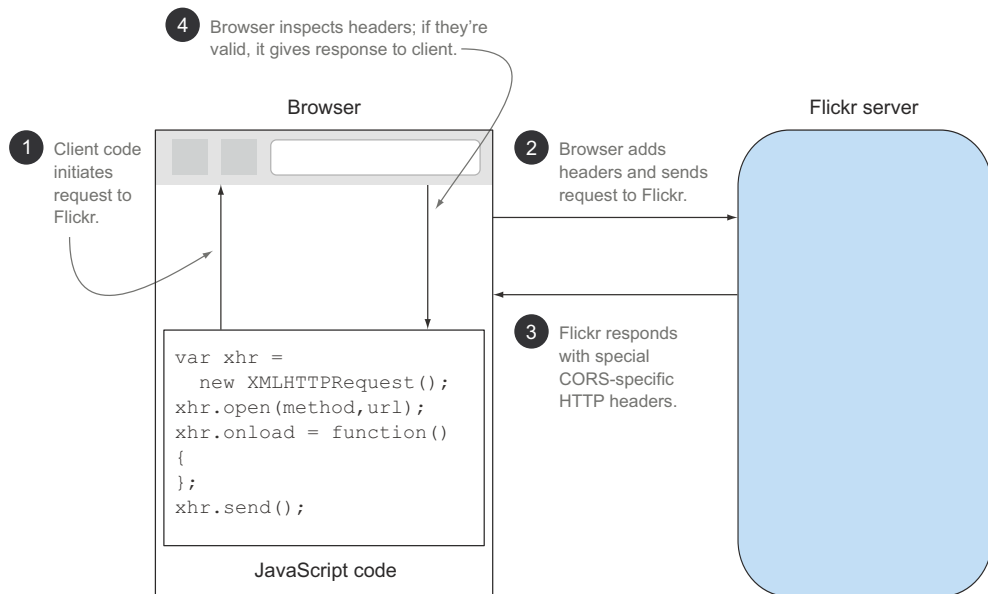 4
Browser inspects headers; if they're
valid, it gives response to client.
Browser
Flickr server
1
Client code
initiates
request to
Flickr.
2
Browser adds
headers and sends
request to Flickr.
3
Flickr responds
with special
CORS-specific
HTTP headers.
var xhr =
new XMLHTTPRequest();
xhr.open(method,url);
xhr.onload = function()
{
};
xhr.send();
JavaScript code